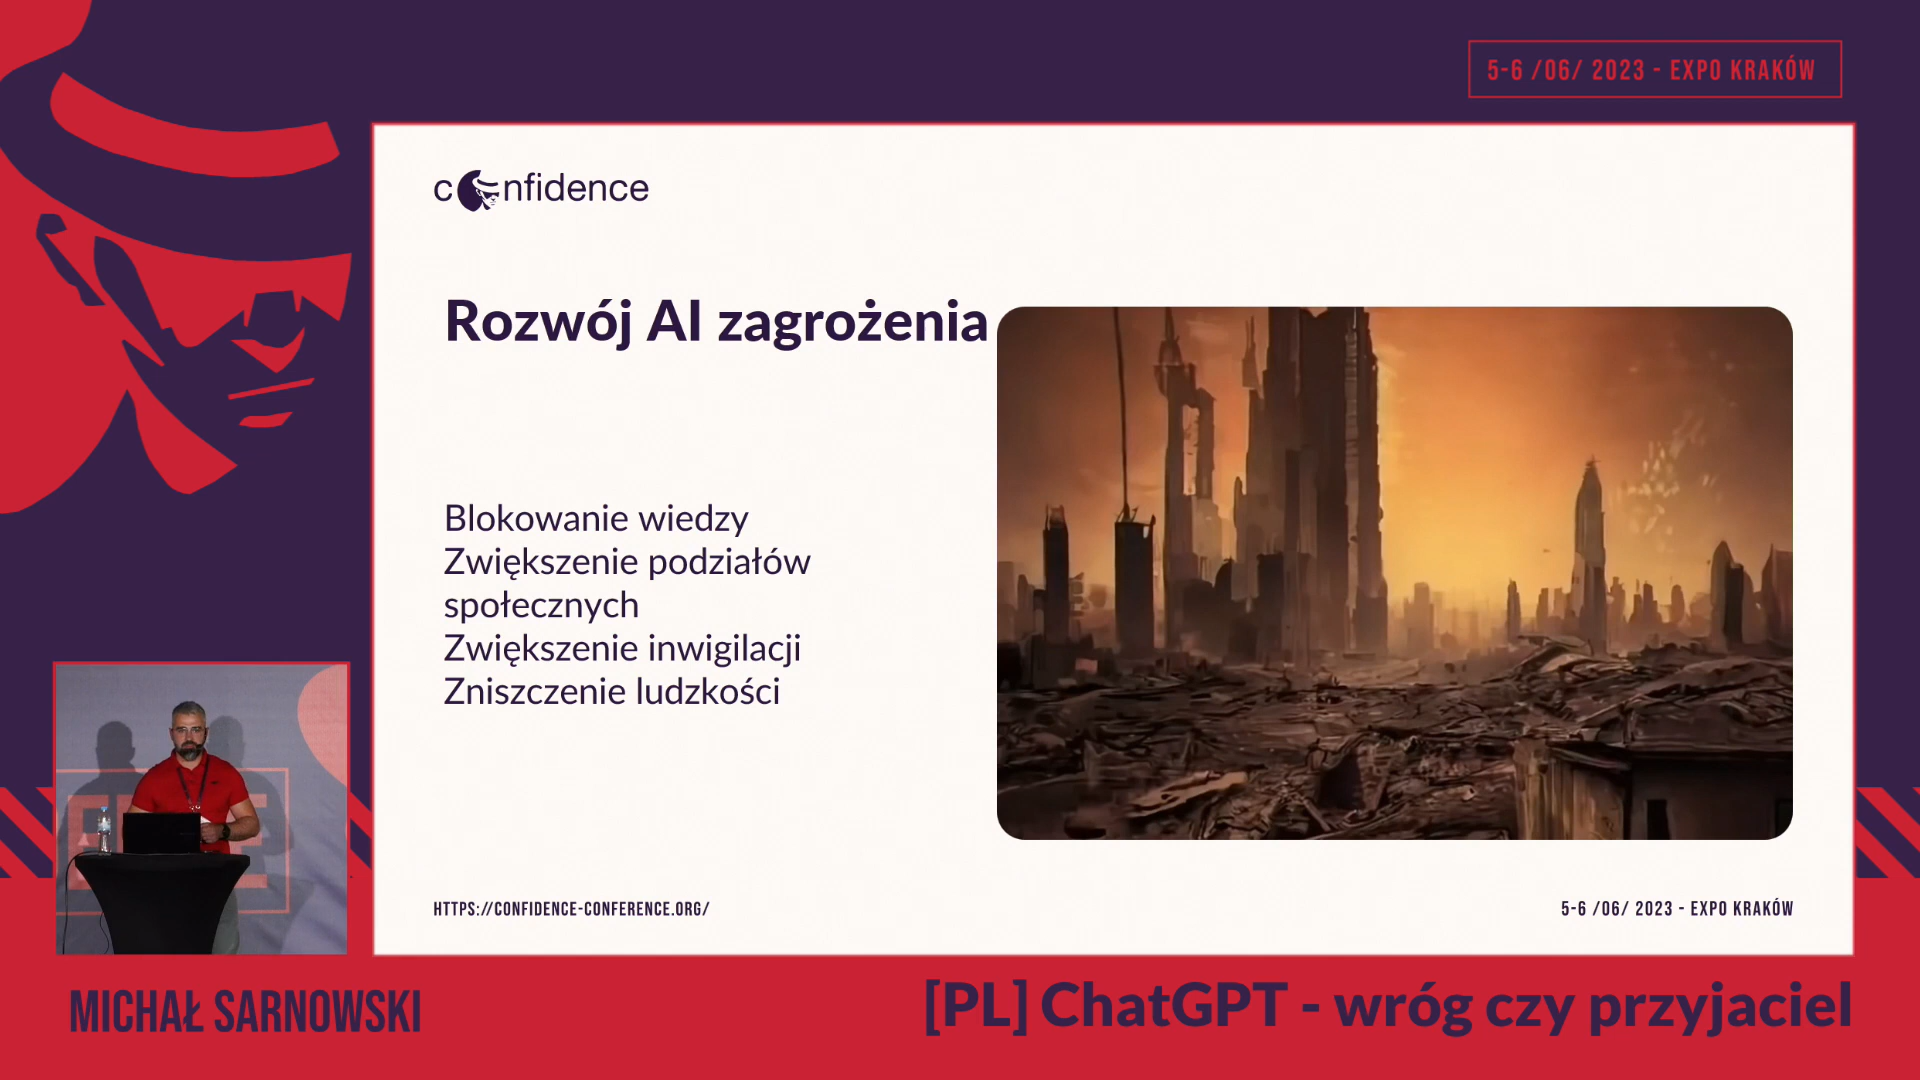 5-6 /06/ 2023 - EXPO KRAKÓW
confidence
Rozwój AI zagrożenia
Blokowanie wiedzy
Zwiększenie podziałów
społecznych
Zwiększenie inwigilacji
Zniszczenie ludzkości
HTTPS://CONFIDENCE-CONFERENCE.ORG/
5-6 /06/ 2023 - EXPO KRAKÓW
MICHAŁ SARNOWSKI
[PL] ChatGPT - wróg czy przyjaciel